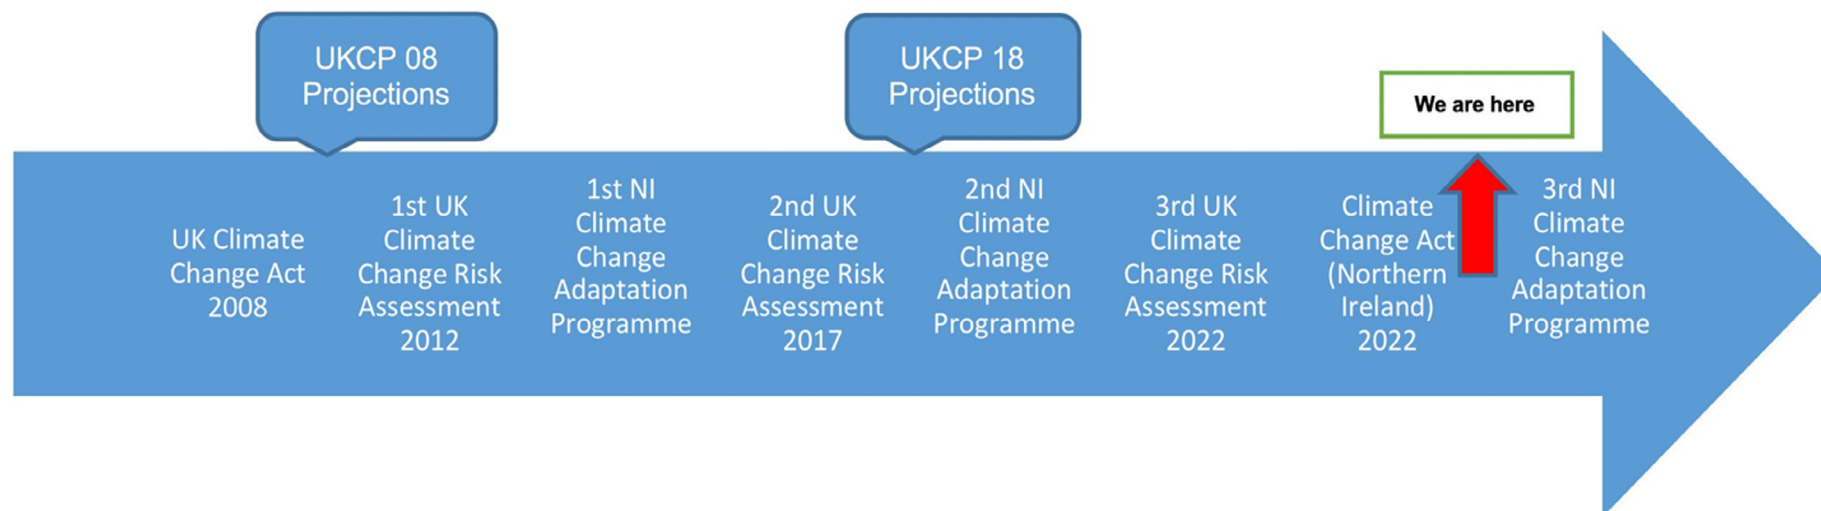 UKCP 08
Projections
UKCP 18
Projections
We are here
UK Climate
Change Act
2008
1st UK
Climate
Change Risk
Assessment
2012
1st NI
Climate
Change
Adaptation
Programme
2nd UK
Climate
Change Risk
Assessment
2017
2nd NI
Climate
Change
Adaptation
Programme
3rd UK
Climate
Change Risk
Assessment
2022
Climate
Change Act
(Northern
Ireland)
2022
3rd NI
Climate
Change
Adaptation
Programme